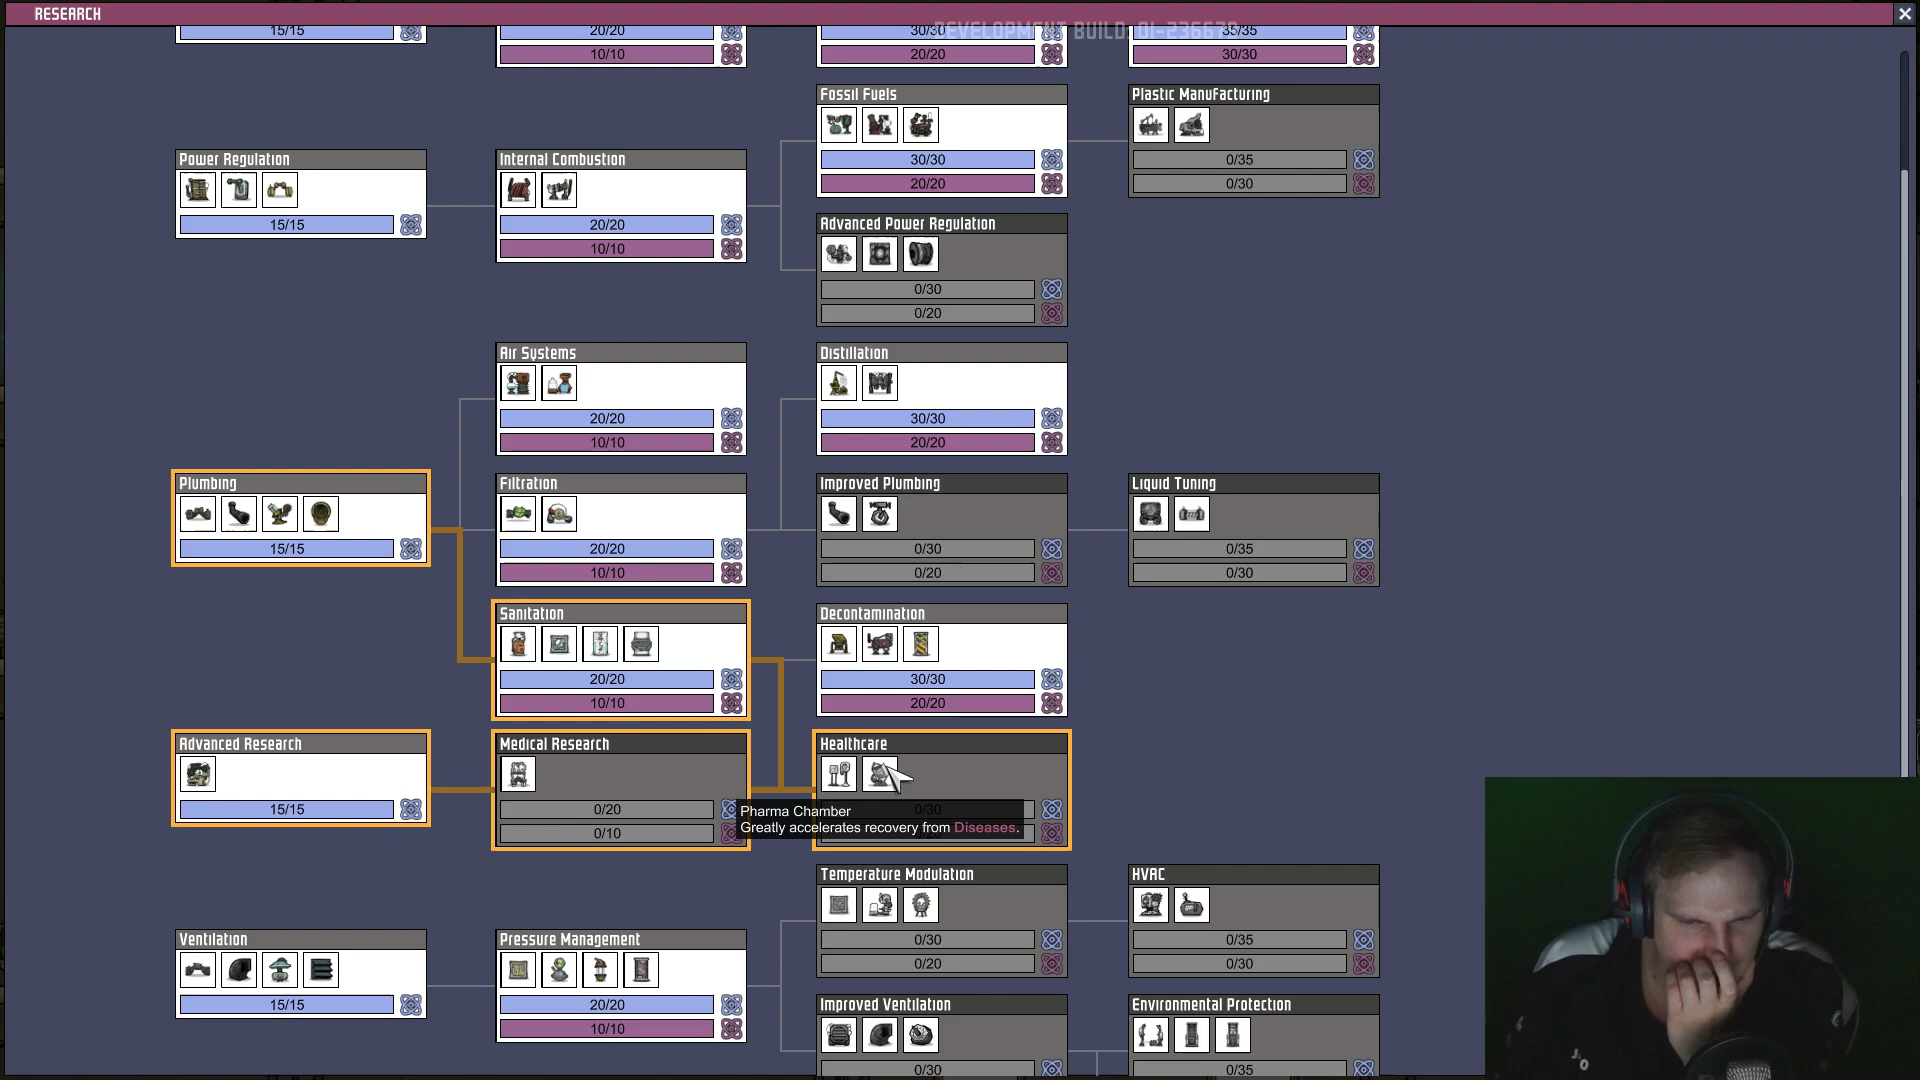 RESEARCH
DEVELOPMENT BUILD: 01-23667
15/15
20/20
10/10
30/30
20/20
35/35
30/30
Fossil Fuels
30/30
20/20
Plastic Manufacturing
0/35
0/30
Power Regulation
15/15
Internal Combustion
20/20
10/10
Advanced Power Regulation
0/30
0/20
Air Systems
20/20
10/10
Distillation
30/30
20/20
Plumbing
15/15
Filtration
20/20
10/10
Improved Plumbing
0/30
0/20
Liquid Tuning
0/35
0/30
Sanitation
20/20
10/10
Decontamination
30/30
20/20
Advanced Research
15/15
Medical Research
0/20
0/10
Healthcare
0/30
Pharma Chamber
Greatly accelerates recovery from Diseases.
Temperature Modulation
0/30
0/20
HVAC
0/35
0/30
Ventilation
15/15
Pressure Management
20/20
10/10
Improved Ventilation
0/30
Environmental Protection
0/35